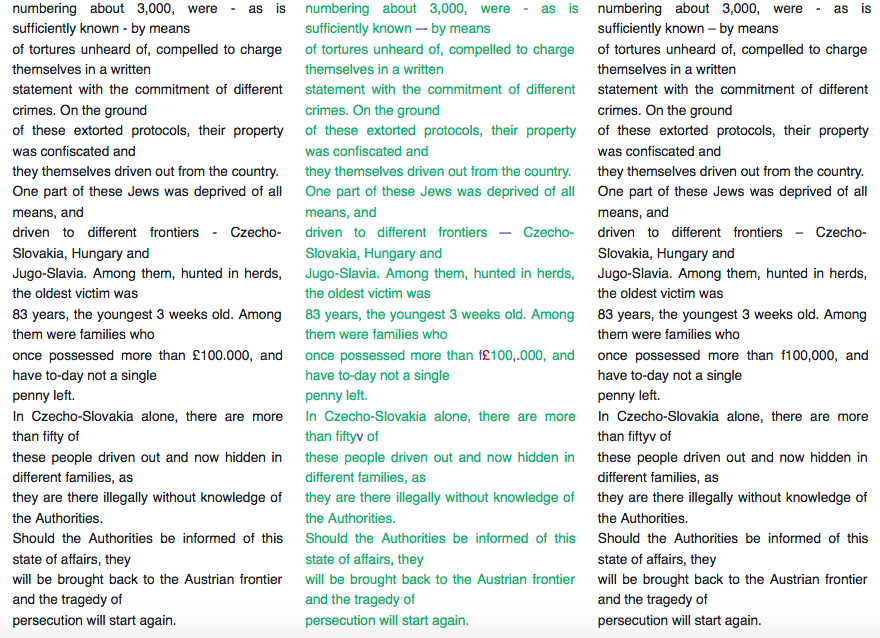 numbering about 3,000, were - as is
sufficiently known - by means
of tortures unheard of, compelled to charge
themselves in a written
statement with the commitment of different
crimes. On the ground
of these extorted protocols, their property
was confiscated and
they themselves driven out from the country.
One part of these Jews was deprived of all
means, and
driven to different frontiers - Czecho-
Slovakia, Hungary and
Jugo-Slavia. Among them, hunted in herds,
the oldest victim was
83 years, the youngest 3 weeks old. Among
them were families who
once possessed more than £100.000, and
have to-day not a single
penny left.
In Czecho-Slovakia alone, there are more
than fifty of
these people driven out and now hidden in
different families, as
they are there illegally without knowledge of
the Authorities.
Should the Authorities be informed of this
state of affairs, they
will be brought back to the Austrian frontier
and the tragedy of
persecution will start again.
numbering about 3,000, were - as is
sufficiently known –- by means
of tortures unheard of, compelled to charge
themselves in a written
statement with the commitment of different
crimes. On the ground
of these extorted protocols, their property
was confiscated and
they themselves driven out from the country.
One part of these Jews was deprived of all
means, and
driven to different frontiers –- Czecho-
Slovakia, Hungary and
Jugo-Slavia. Among them, hunted in herds,
the oldest victim was
83 years, the youngest 3 weeks old. Among
them were families who
once possessed more than f£100,.000, and
have to-day not a single
penny left.
In Czecho-Slovakia alone, there are more
than fiftyv of
these people driven out and now hidden in
different families, as
they are there illegally without knowledge of
the Authorities.
Should the Authorities be informed of this
state of affairs, they
will be brought back to the Austrian frontier
and the tragedy of
persecution will start again.
numbering about 3,000, were - as is
sufficiently known – by means
of tortures unheard of, compelled to charge
themselves in a written
statement with the commitment of different
crimes. On the ground
of these extorted protocols, their property
was confiscated and
they themselves driven out from the country.
One part of these Jews was deprived of all
means, and
driven to different frontiers – Czecho-
Slovakia, Hungary and
Jugo-Slavia. Among them, hunted in herds,
the oldest victim was
83 years, the youngest 3 weeks old. Among
them were families who
once possessed more than f100,000, and
have to-day not a single
penny left.
In Czecho-Slovakia alone, there are more
than fiftyv of
these people driven out and now hidden in
different families, as
they are there illegally without knowledge of
the Authorities.
Should the Authorities be informed of this
state of affairs, they
will be brought back to the Austrian frontier
and the tragedy of
persecution will start again.